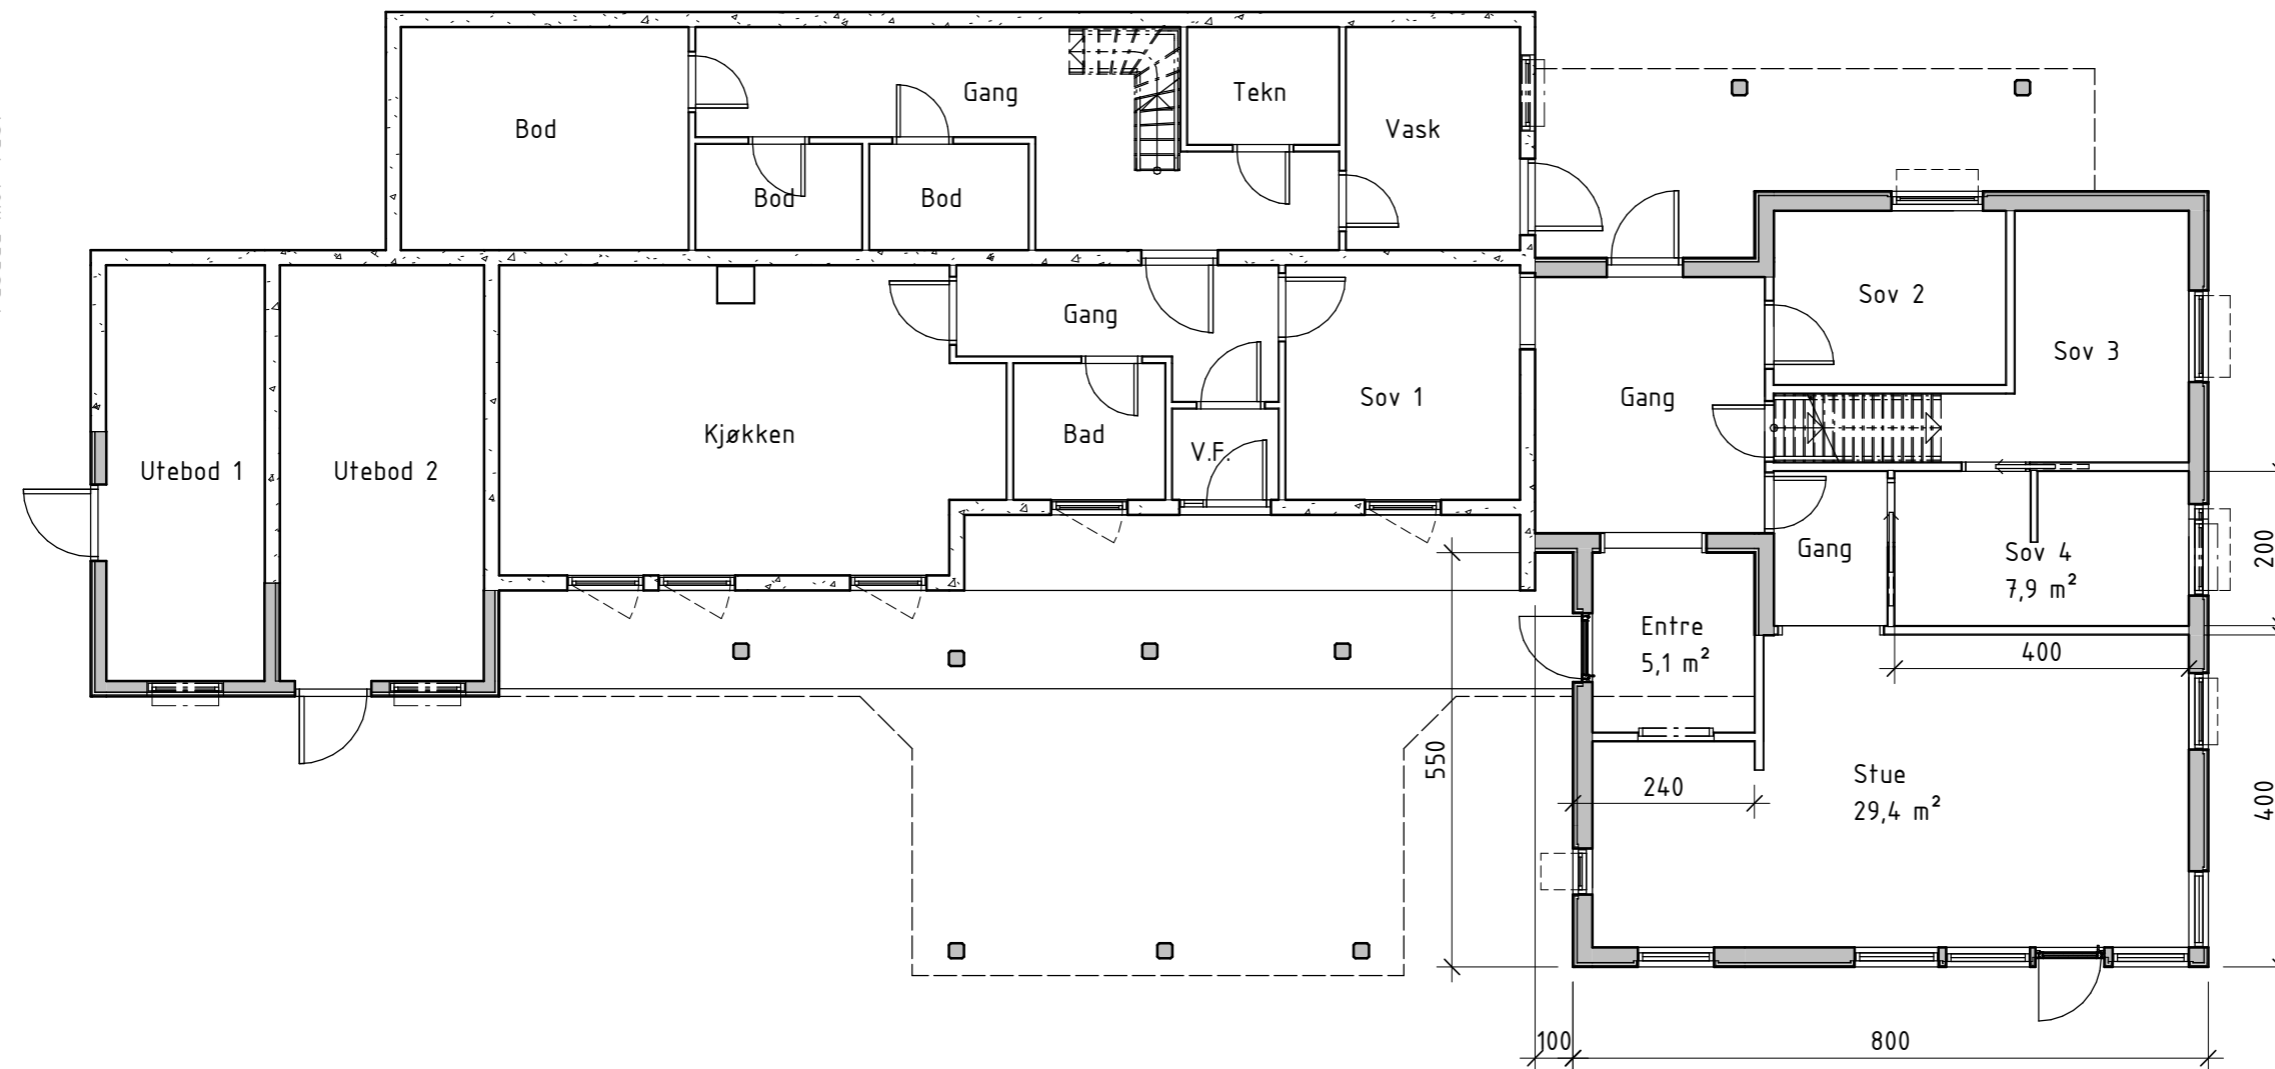 Gang
Tekn
Bod
Vask
Bod
Bod
Sov 2
Gang
Sov 3
Sov 1
Gang
Kjøkken
Bad
V.F.
Utebod 1
Utebod 2
Gang
Sov 4
7,9 m²
200
Entre
5,1 m²
400
550
240
Stue
29,4 m²
400
100
800